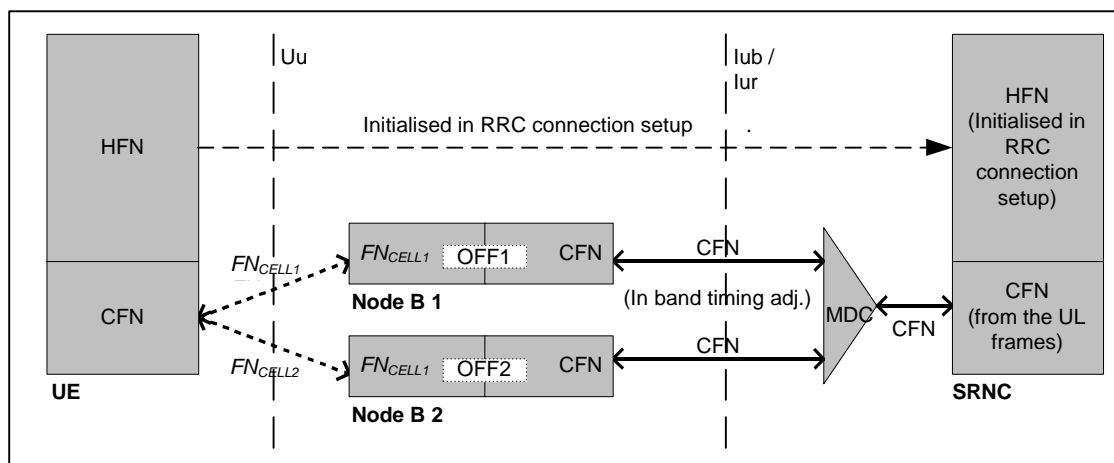 Uu
Iub /
Iur
HFN
Initialised in RRC connection setup
.
HFN
(Initialised in
RRC
connection
setup)
FNCELL1
FNCELL1
OFF1
CFN
CFN
Node B 1
(In band timing adj.)
CFN
MDC
CFN
CFN
(from the UL
frames)
FNCELL2
FNCELL1
OFF2
CFN
CFN
UE
Node B 2
SRNC